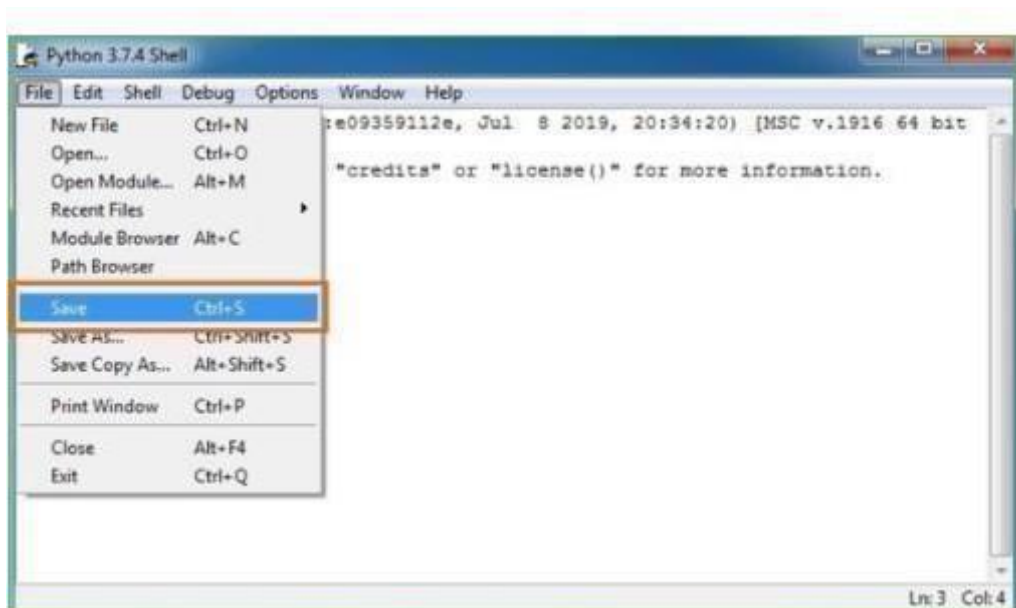 Python 3.7.4 Shell
File Edit Shell Debug Options Window Help
New File Ctrl+N
:e09359112e, Jul 8 2019, 20:34:20) [MSC v.1916 64 bit
Open... Ctrl+O
Open Module... Alt+M
"credits" or "license()" for more information.
Recent Files
Module Browser Alt+C
Path Browser
Save Ctrl+S
Save As... Ctrl+Shift+S
Save Copy As... Alt+Shift+S
Print Window Ctrl+P
Close Alt+F4
Exit Ctrl+Q
Ln: 3 Col: 4